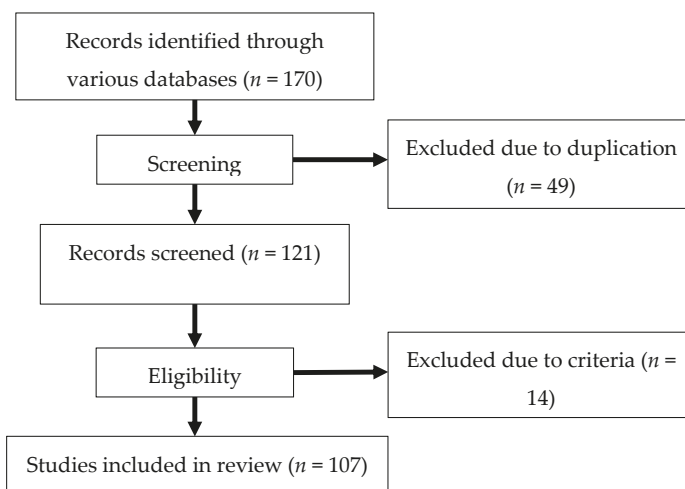 Records identified through
various databases (n = 170)
Screening
Excluded due to duplication
(n = 49)
Records screened (n = 121)
Eligibility
Excluded due to criteria (n =
14)
Studies included in review (n = 107)